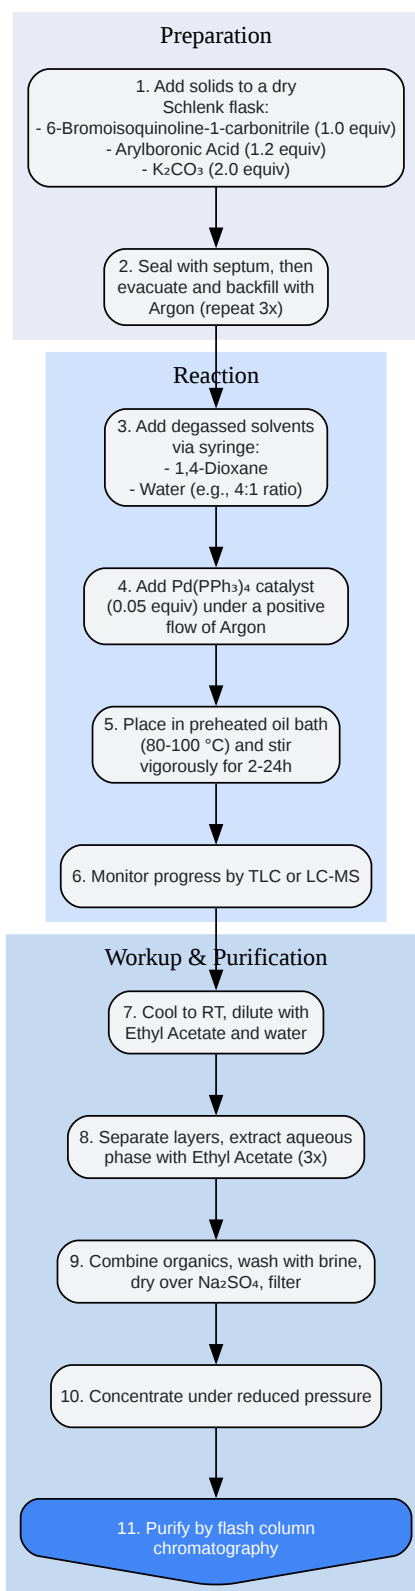 Preparation
1. Add solids to a dry
Schlenk flask:
- 6-Bromoisoquinoline-1-carbonitrile (1.0 equiv)
- Arylboronic Acid (1.2 equiv)
- K₂CO₃ (2.0 equiv)
2. Seal with septum, then
evacuate and backfill with
Argon (repeat 3x)
Reaction
3. Add degassed solvents
via syringe:
- 1,4-Dioxane
- Water (e.g., 4:1 ratio)
4. Add Pd(PPh₃)₄ catalyst
(0.05 equiv) under a positive
flow of Argon
5. Place in preheated oil bath
(80-100 °C) and stir
vigorously for 2-24h
6. Monitor progress by TLC or LC-MS
Workup & Purification
7. Cool to RT, dilute with
Ethyl Acetate and water
8. Separate layers, extract aqueous
phase with Ethyl Acetate (3x)
9. Combine organics, wash with brine,
dry over Na₂SO₄, filter
10. Concentrate under reduced pressure
11. Purify by flash column
chromatography